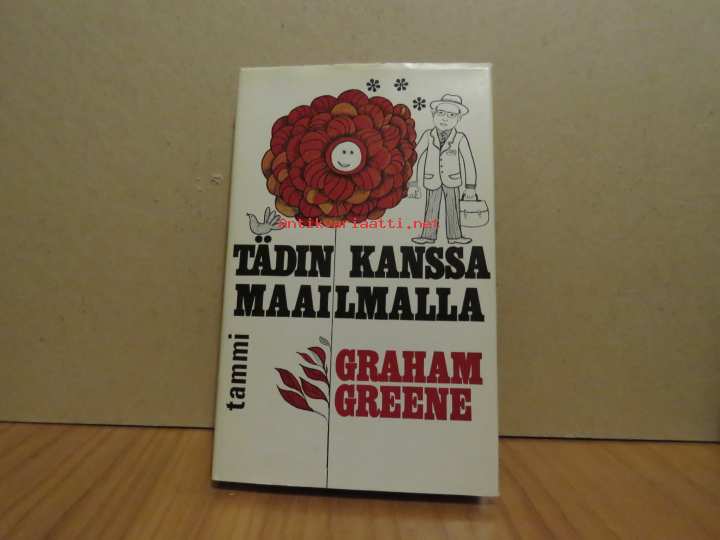 antikvariaatti.net
TÄDIN KANSSA
MAAILMALLA
tammi
GRAHAM
GREENE